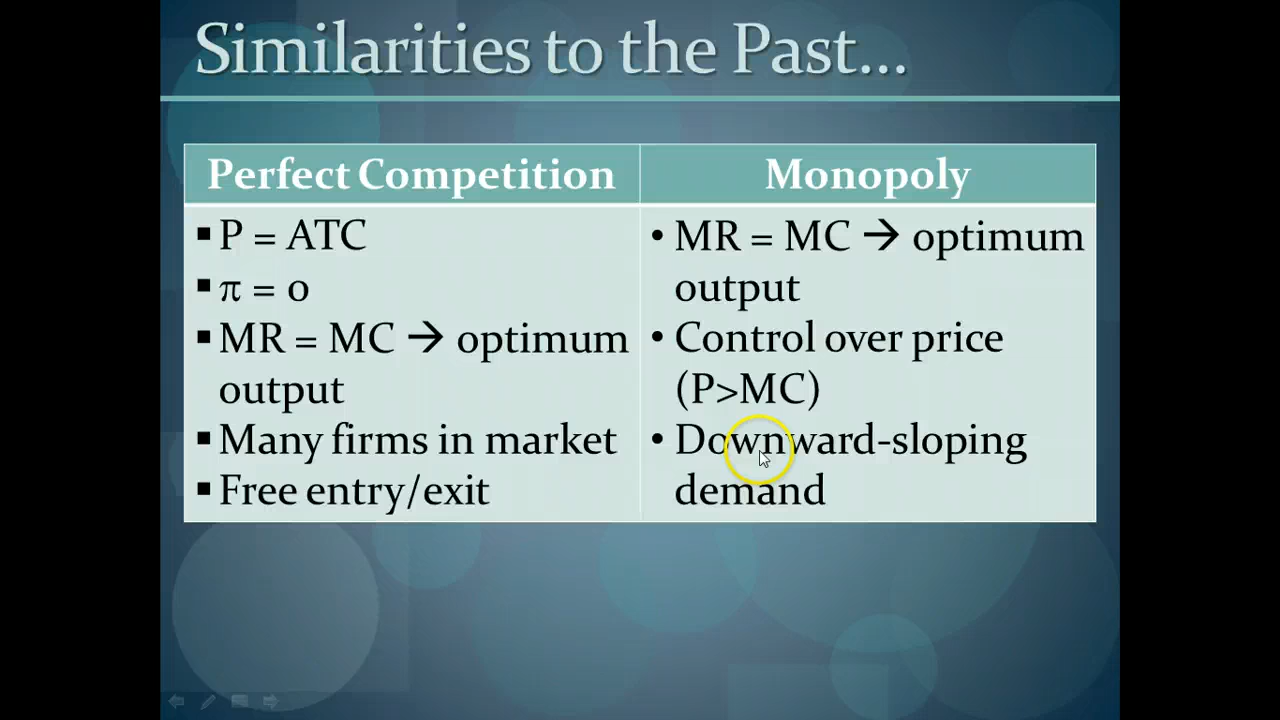 Similarities to the Past...
Perfect Competition
▪ P = ATC
▪ π = 0
▪ MR = MC → optimum
output
▪ Many firms in market
▪ Free entry/exit
Monopoly
• MR = MC → optimum
output
• Control over price
(P>MC)
• Downward-sloping
demand